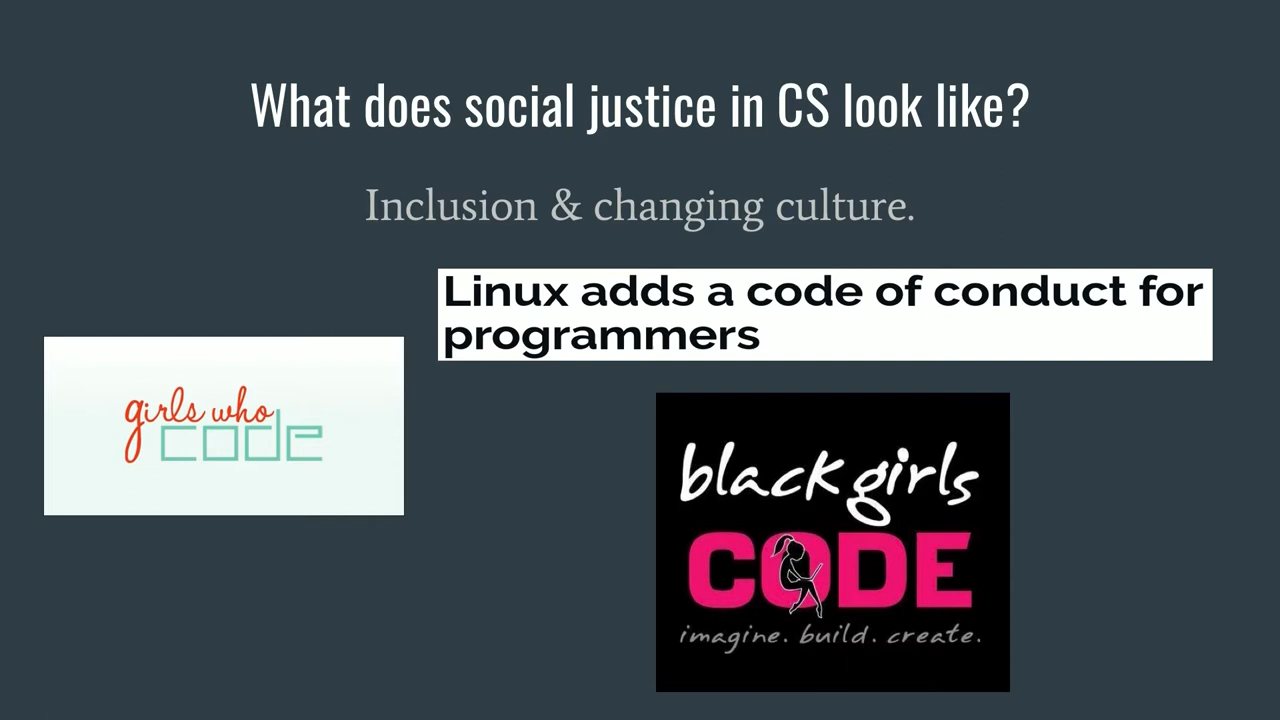 What does social justice in CS look like?
Inclusion & changing culture.
Linux adds a code of conduct for
programmers
girls who
code
black girls
CODE
imagine. build. create.